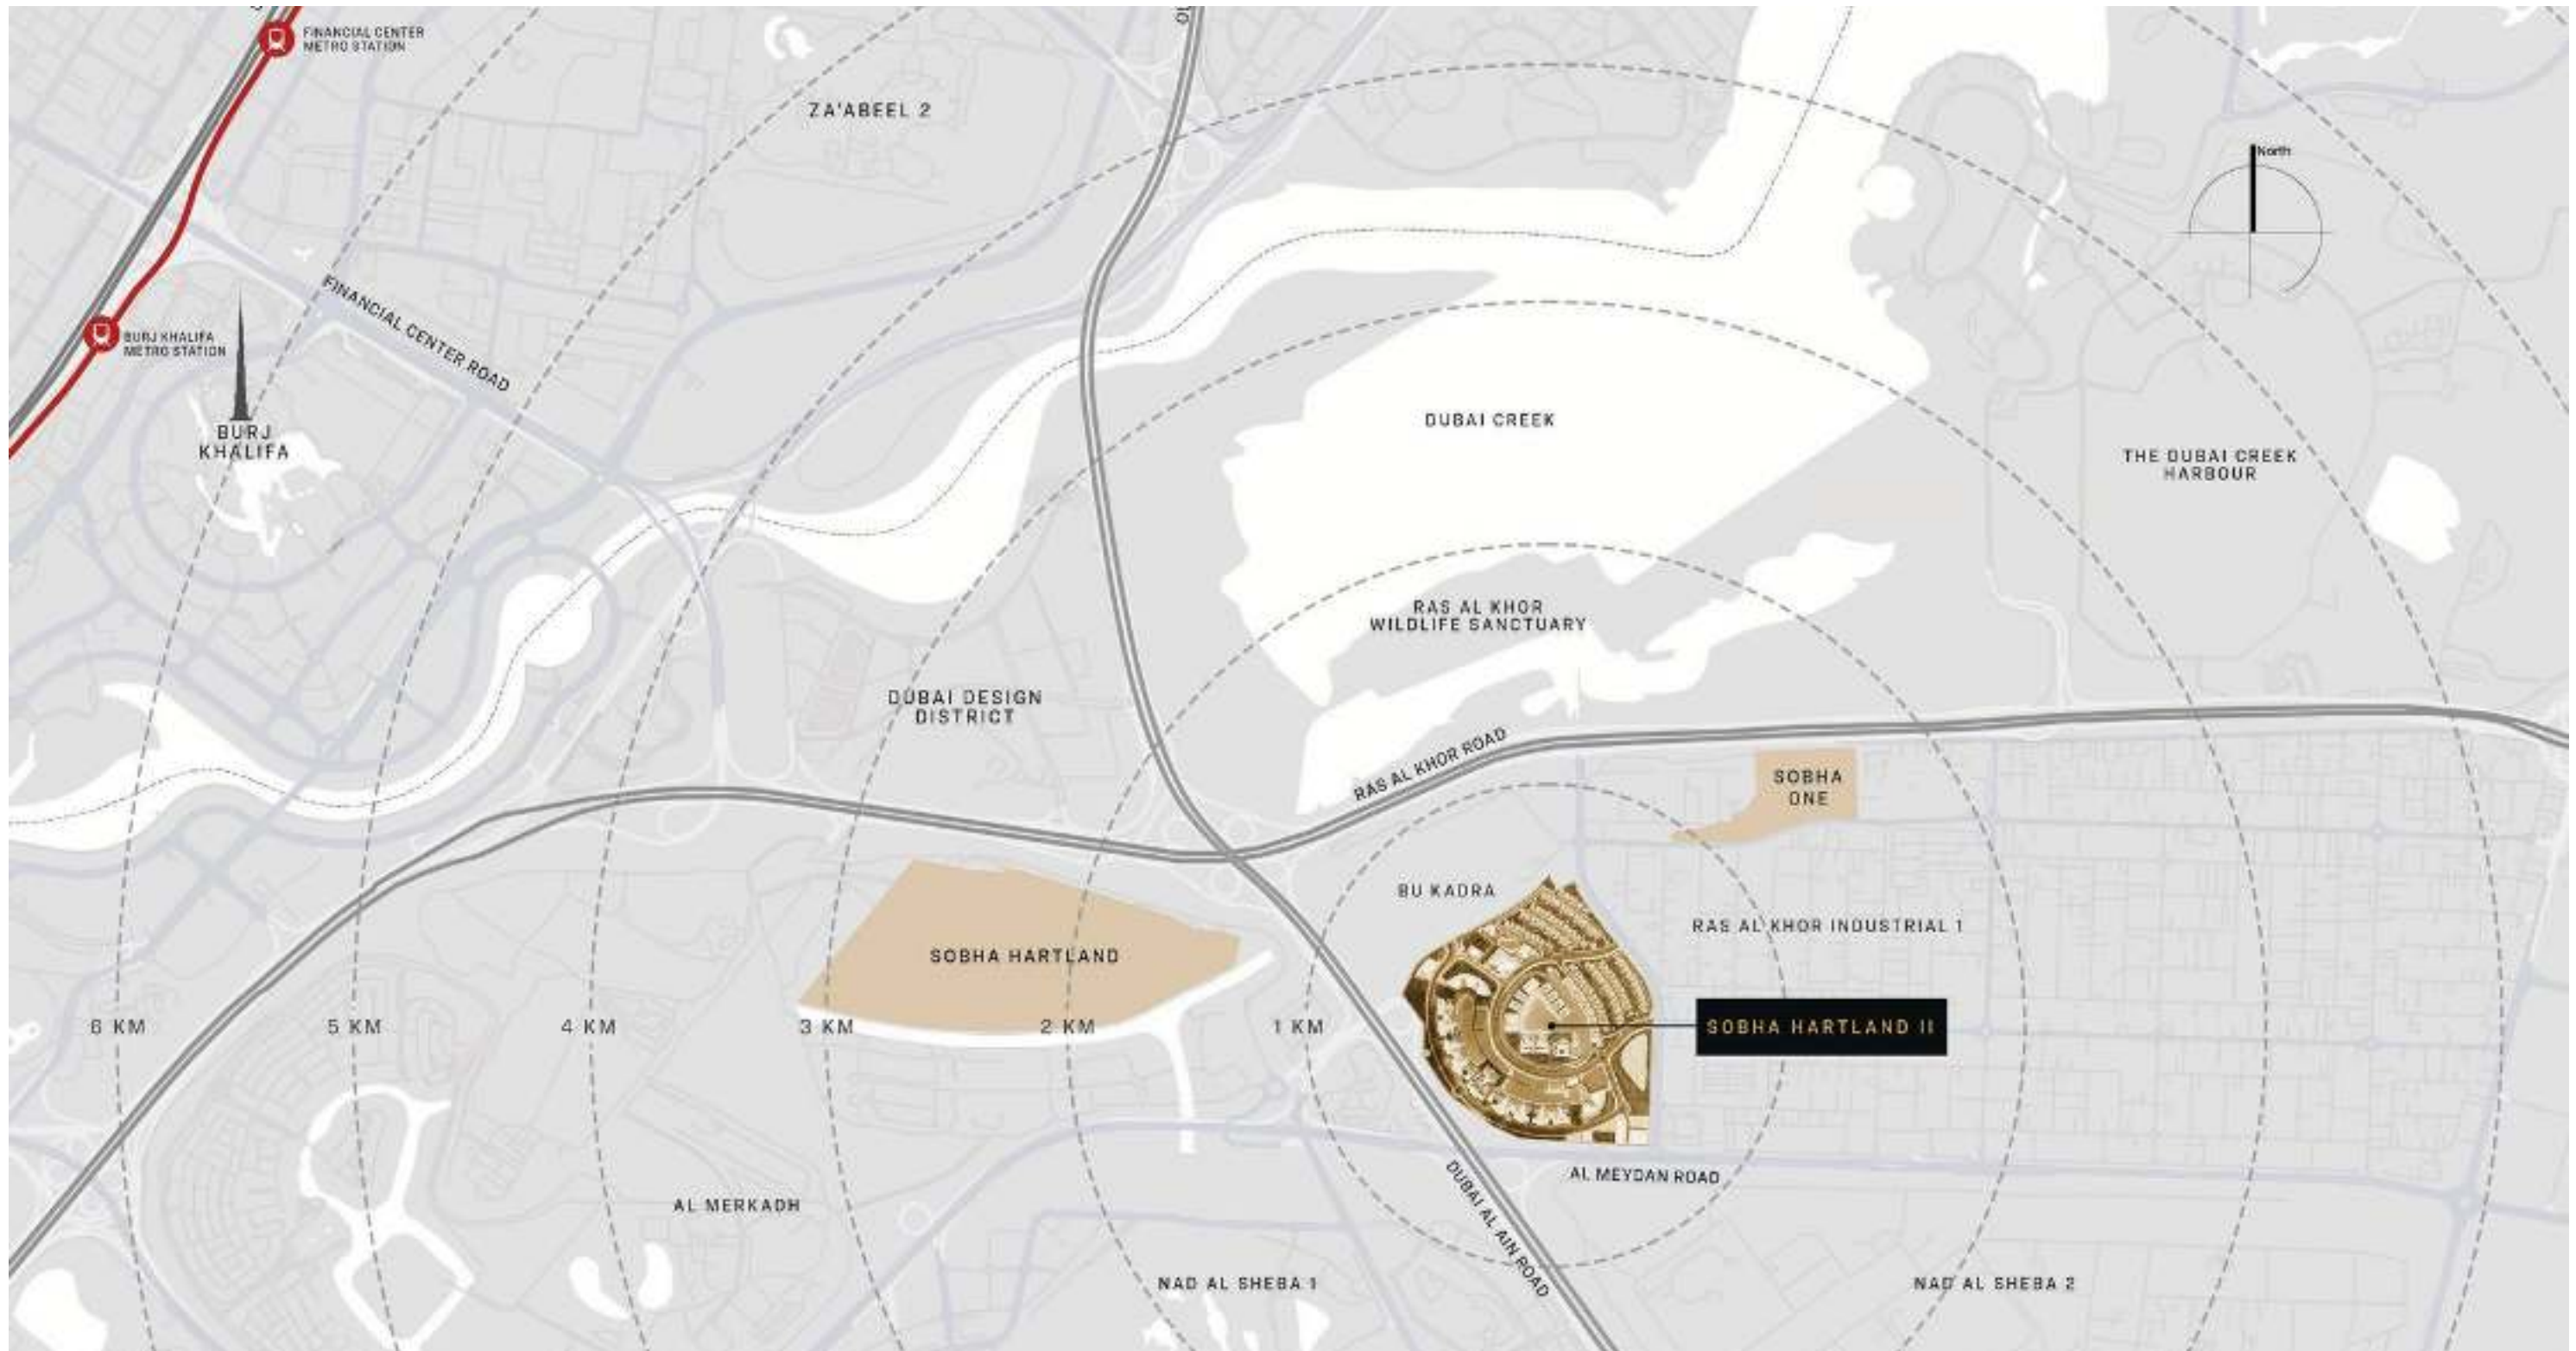 FINANCIAL CENTER
METRO STATION
ZA'ABEEL 2
North
FINANCIAL CENTER ROAD
BURJ KHALIFA
METRO STATION
BURJ
KHALIFA
DUBAI CREEK
THE DUBAI CREEK
HARBOUR
RAS AL KHOR
WILDLIFE SANCTUARY
DUBAI DESIGN
DISTRICT
RAS AL KHOR ROAD
SOBHA
ONE
BU KADRA
RAS AL KHOR INDUSTRIAL 1
SOBHA HARTLAND
6 KM
5 KM
4 KM
3 KM
2 KM
1 KM
SOBHA HARTLAND II
AL MEYDAN ROAD
AL MERKADH
DUBAI AL AIN ROAD
NAD AL SHEBA 1
NAD AL SHEBA 2